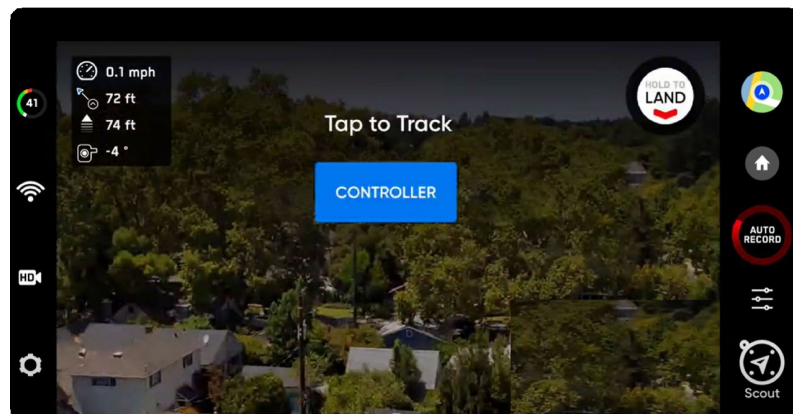 0.1 mph
72 ft
74 ft
-4 °
41
HD
Tap to Track
CONTROLLER
HOLD TO
LAND
AUTO
RECORD
Scout